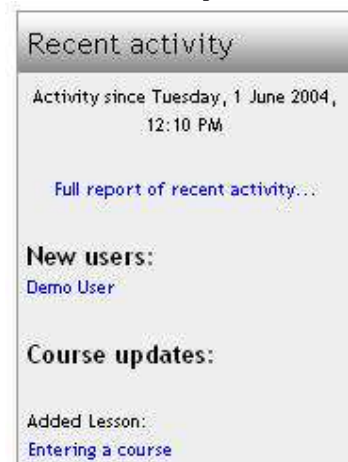 Recent activity
Activity since Tuesday, 1 June 2004,
12:10 PM
Full report of recent activity...
New users:
Demo User
Course updates:
Added Lesson:
Entering a course